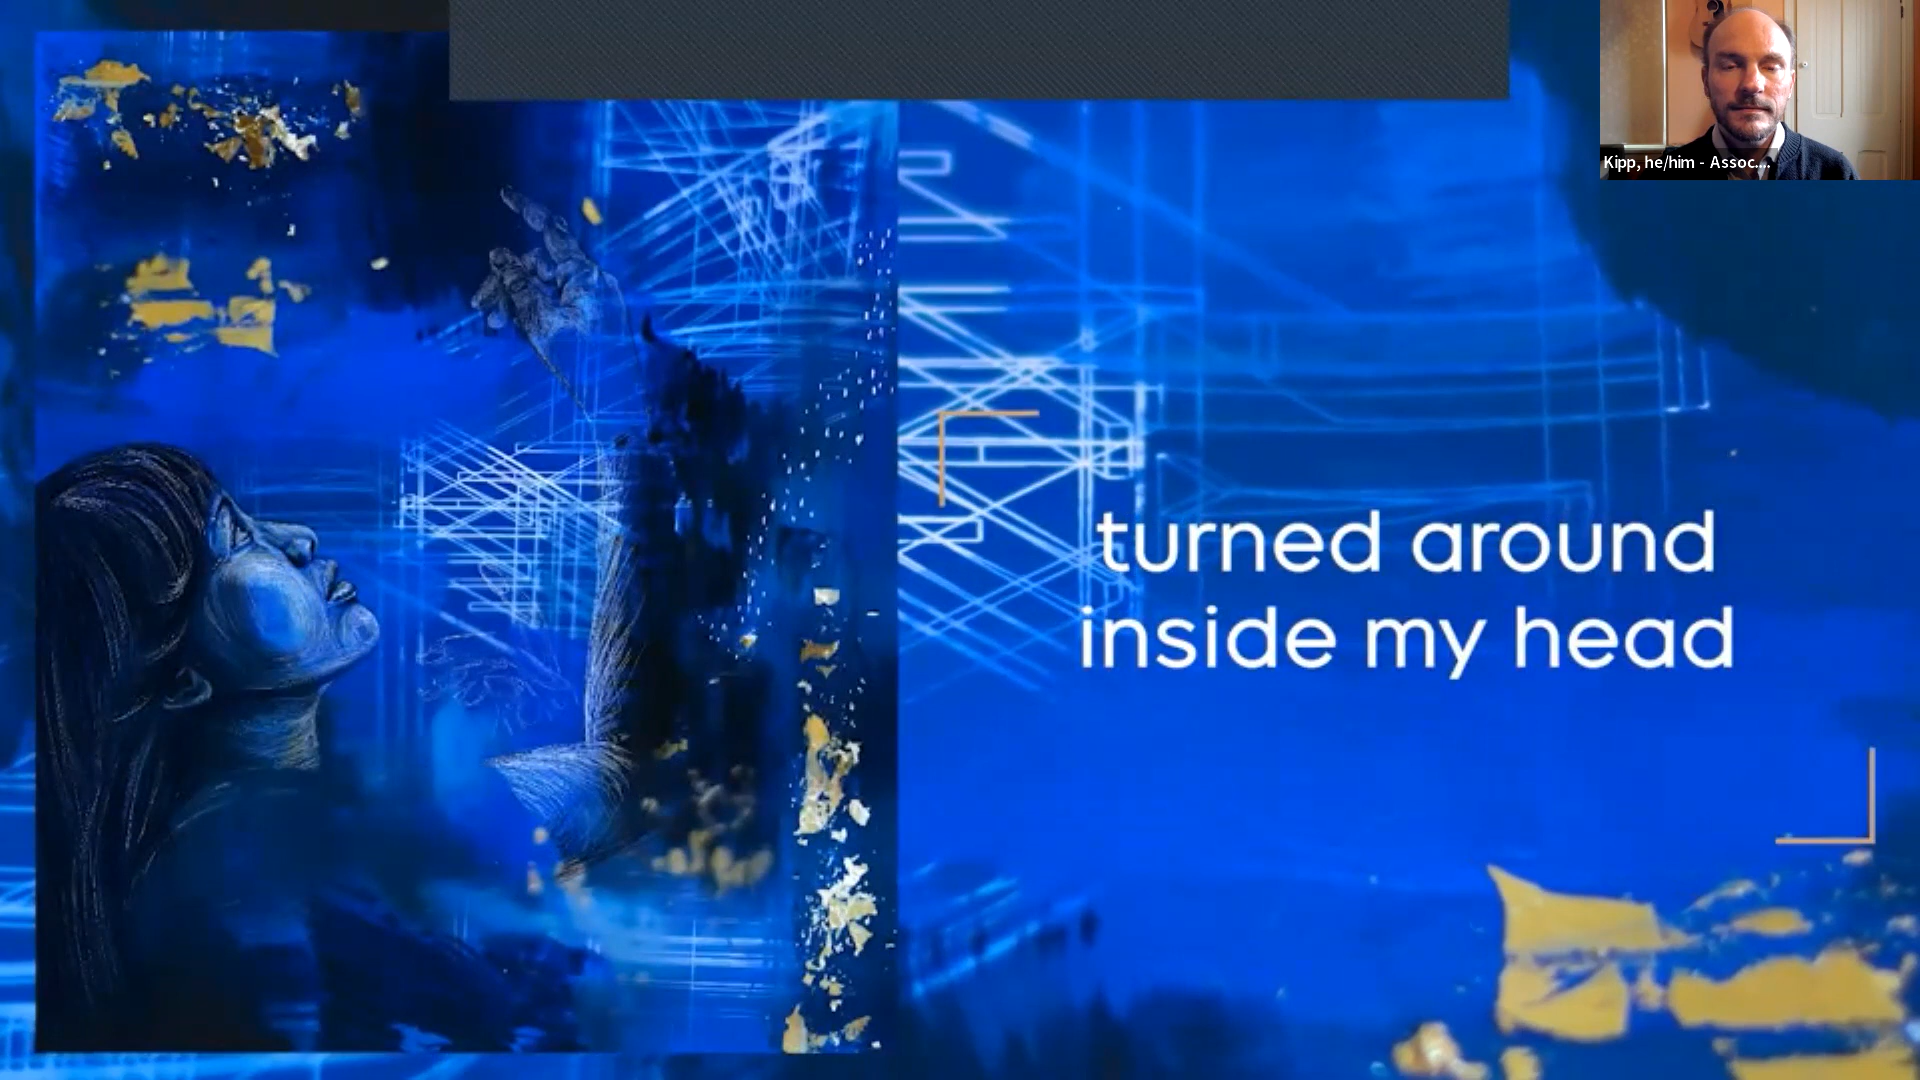 Kipp, he/him - Assoc....
turned around
inside my head